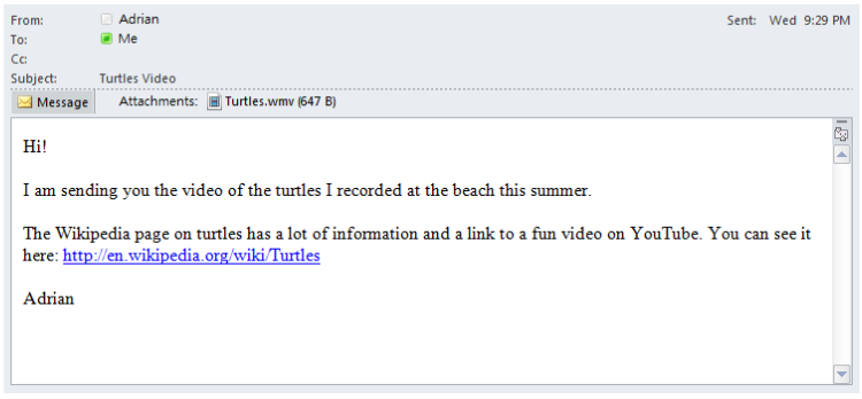 From: Adrian Sent: Wed 9:29 PM
To: Me
Cc:
Subject: Turtles Video
Message Attachments: Turtles.wmv (647 B)
Hi!
I am sending you the video of the turtles I recorded at the beach this summer.
The Wikipedia page on turtles has a lot of information and a link to a fun video on YouTube. You can see it
here: http://en.wikipedia.org/wiki/Turtles
Adrian